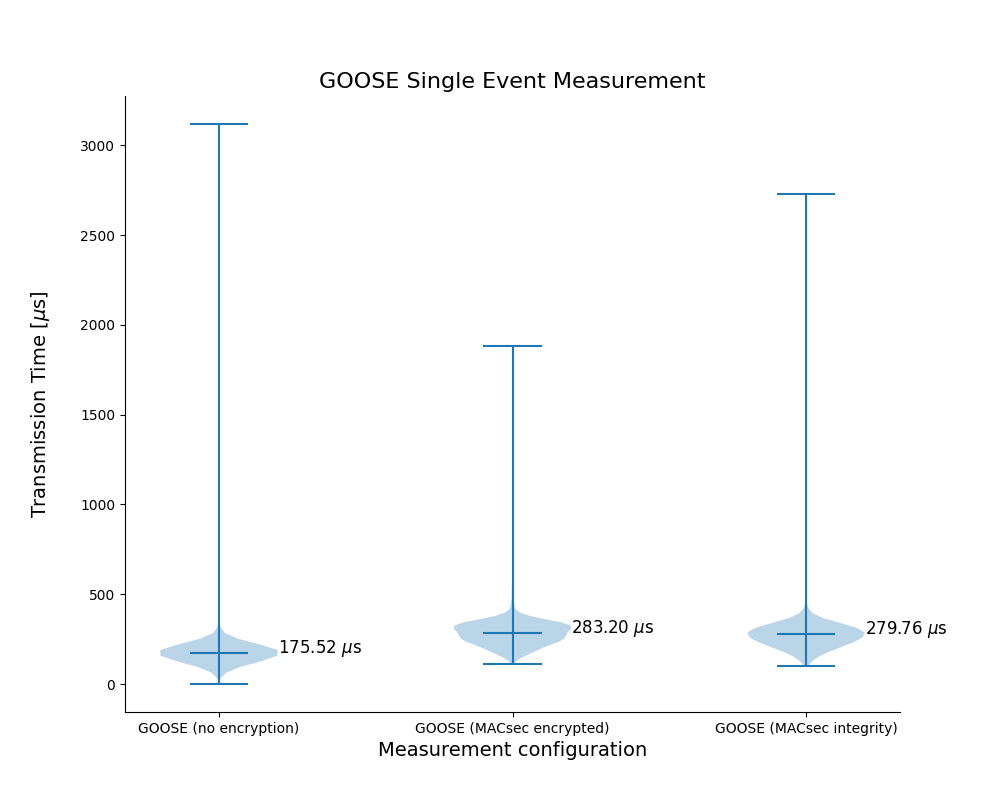 GOOSE Single Event Measurement
Transmission Time [μs]
3000
2500
2000
1500
1000
500
0
175.52 μs
283.20 μs
279.76 μs
GOOSE (no encryption)
GOOSE (MACsec encrypted)
GOOSE (MACsec integrity)
Measurement configuration